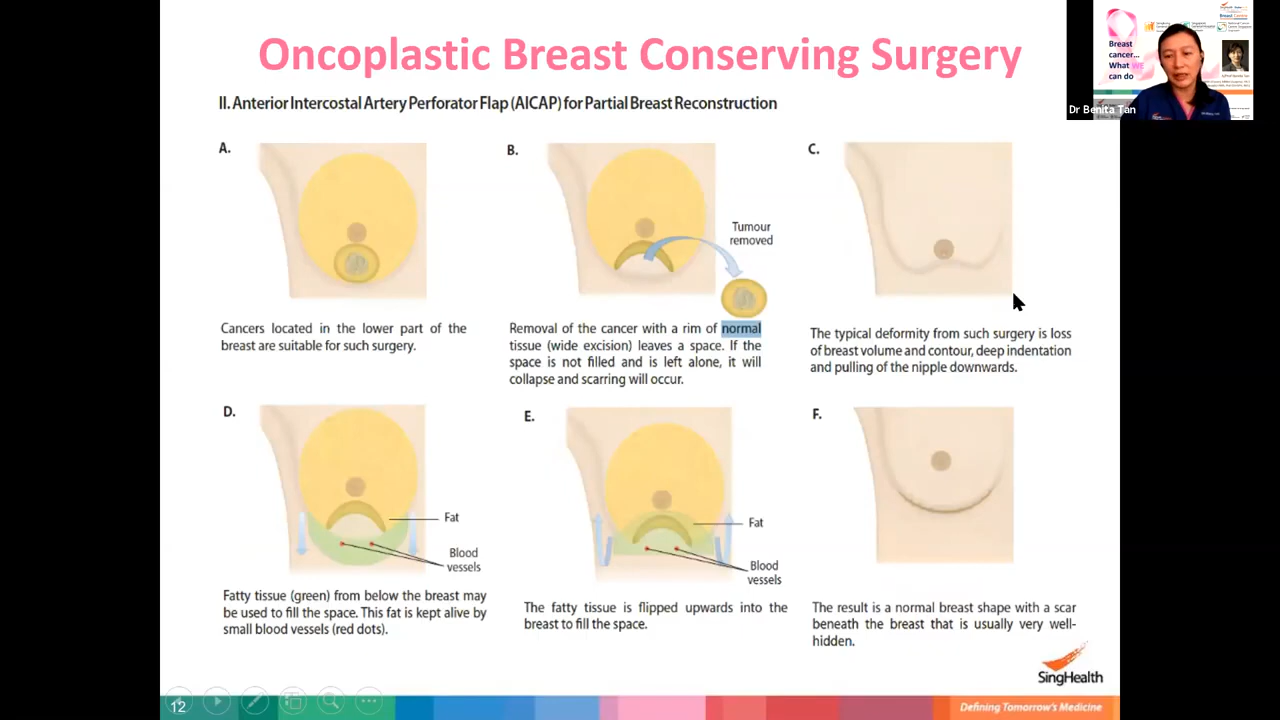 Oncoplastic Breast Conserving Surgery
II. Anterior Intercostal Artery Perforator Flap (AICAP) for Partial Breast Reconstruction
A.
Cancers located in the lower part of the
breast are suitable for such surgery.
B.
Tumour
removed
Removal of the cancer with a rim of normal
tissue (wide excision) leaves a space. If the
space is not filled and is left alone, it will
collapse and scarring will occur.
C.
The typical deformity from such surgery is loss
of breast volume and contour, deep indentation
and pulling of the nipple downwards.
D.
Fat
Blood
vessels
Fatty tissue (green) from below the breast may
be used to fill the space. This fat is kept alive by
small blood vessels (red dots).
E.
Fat
Blood
vessels
The fatty tissue is flipped upwards into the
breast to fill the space.
F.
The result is a normal breast shape with a scar
beneath the breast that is usually very well-
hidden.
SingHealth
12
Defining Tomorrow's Medicine
Breast
cancer...
What WE
can do
Dr Benita Tan